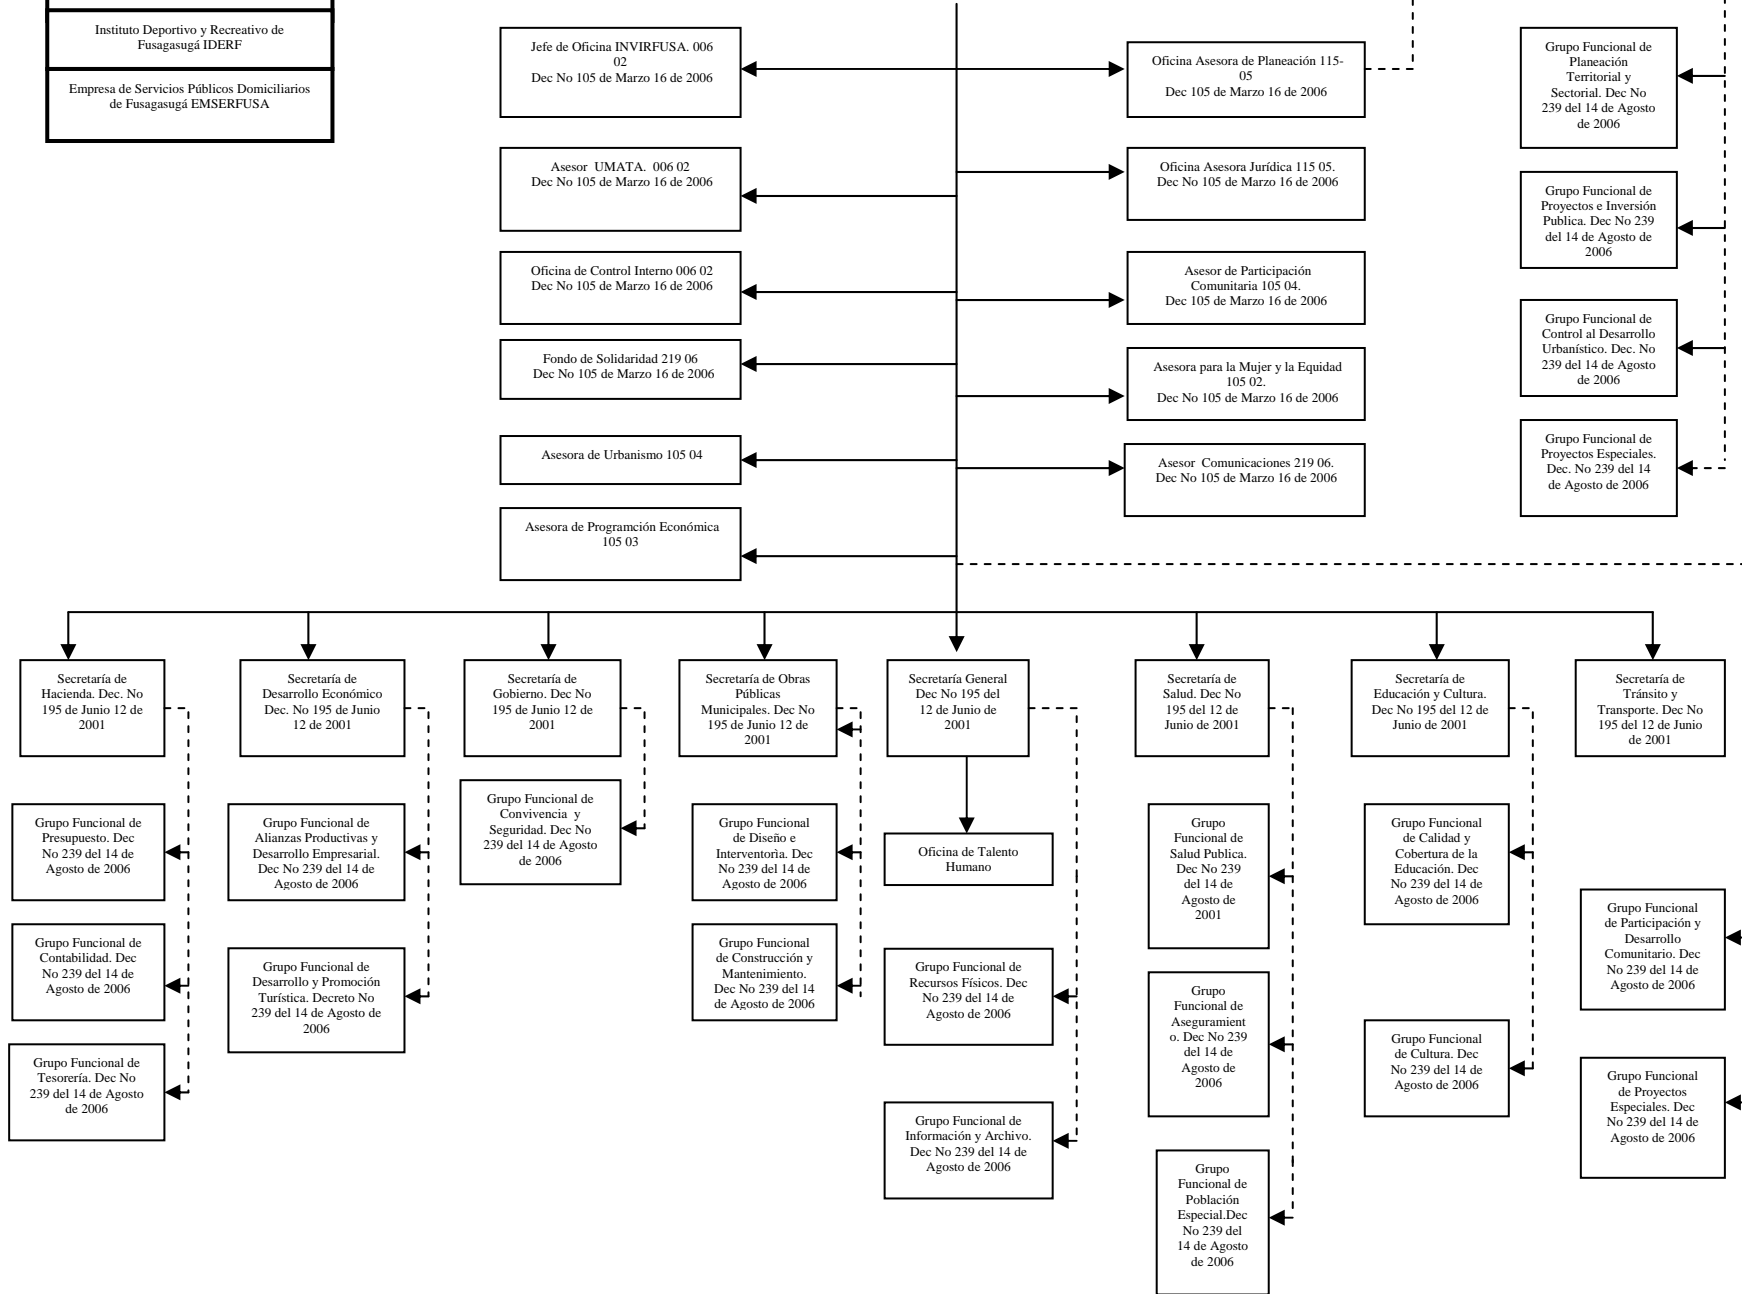 Instituto Deportivo y Recreativo de
Fusagasugá IDERF
Empresa de Servicios Públicos Domiciliarios
de Fusagasugá EMSERFUSA
Jefe de Oficina INVIRFUSA. 006
02
Dec No 105 de Marzo 16 de 2006
Asesor UMATA. 006 02
Dec No 105 de Marzo 16 de 2006
Oficina de Control Interno 006 02
Dec No 105 de Marzo 16 de 2006
Fondo de Solidaridad 219 06
Dec No 105 de Marzo 16 de 2006
Asesora de Urbanismo 105 04
Asesora de Programción Económica
105 03
Oficina Asesora de Planeación 115-
05
Dec 105 de Marzo 16 de 2006
Oficina Asesora Jurídica 115 05.
Dec No 105 de Marzo 16 de 2006
Asesor de Participación
Comunitaria 105 04.
Dec 105 de Marzo 16 de 2006
Asesora para la Mujer y la Equidad
105 02.
Dec No 105 de Marzo 16 de 2006
Asesor Comunicaciones 219 06.
Dec No 105 de Marzo 16 de 2006
Grupo Funcional de
Planeación
Territorial y
Sectorial. Dec No
239 del 14 de Agosto
de 2006
Grupo Funcional de
Proyectos e Inversión
Publica. Dec No 239
del 14 de Agosto de
2006
Grupo Funcional de
Control al Desarrollo
Urbanístico. Dec. No
239 del 14 de Agosto
de 2006
Grupo Funcional de
Proyectos Especiales.
Dec. No 239 del 14
de Agosto de 2006
Secretaría de
Hacienda. Dec. No
195 de Junio 12 de
2001
Secretaría de
Desarrollo Económico
Dec. No 195 de Junio
12 de 2001
Secretaría de
Gobierno. Dec No
195 de Junio 12 de
2001
Secretaría de Obras
Públicas
Municipales. Dec No
195 de Junio 12 de
2001
Secretaría General
Dec No 195 del
12 de Junio de
2001
Secretaría de
Salud. Dec No
195 del 12 de
Junio de 2001
Secretaría de
Educación y Cultura.
Dec No 195 del 12 de
Junio de 2001
Secretaría de
Tránsito y
Transporte. Dec No
195 del 12 de Junio
de 2001
Grupo Funcional de
Presupuesto. Dec
No 239 del 14 de
Agosto de 2006
Grupo Funcional de
Contabilidad. Dec
No 239 del 14 de
Agosto de 2006
Grupo Funcional de
Tesorería. Dec No
239 del 14 de Agosto
de 2006
Grupo Funcional de
Alianzas Productivas y
Desarrollo Empresarial.
Dec No 239 del 14 de
Agosto de 2006
Grupo Funcional de
Desarrollo y Promoción
Turística. Decreto No
239 del 14 de Agosto de
2006
Grupo Funcional de
Convivencia y
Seguridad. Dec No
239 del 14 de Agosto
de 2006
Grupo Funcional
de Diseño e
Interventoria. Dec
No 239 del 14 de
Agosto de 2006
Grupo Funcional
de Construcción y
Mantenimiento.
Dec No 239 del 14
de Agosto de 2006
Oficina de Talento
Humano
Grupo Funcional de
Recursos Físicos. Dec
No 239 del 14 de
Agosto de 2006
Grupo Funcional de
Información y Archivo.
Dec No 239 del 14 de
Agosto de 2006
Grupo
Funcional de
Salud Publica.
Dec No 239
del 14 de
Agosto de
2001
Grupo
Funcional de
Aseguramient
o. Dec No 239
del 14 de
Agosto de
2006
Grupo
Funcional de
Población
Especial.Dec
No 239 del
14 de Agosto
de 2006
Grupo Funcional
de Calidad y
Cobertura de la
Educación. Dec
No 239 del 14 de
Agosto de 2006
Grupo Funcional
de Cultura. Dec
No 239 del 14 de
Agosto de 2006
Grupo Funcional
de Participación y
Desarrollo
Comunitario. Dec
No 239 del 14 de
Agosto de 2006
Grupo Funcional
de Proyectos
Especiales. Dec
No 239 del 14 de
Agosto de 2006